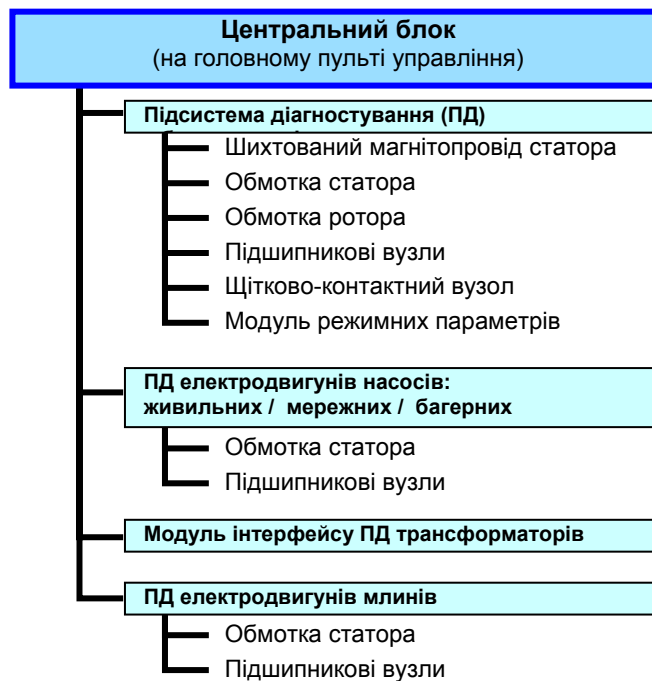 Центральний блок
(на головному пульті управління)
Підсистема діагностування (ПД)
Шихтований магнітопровід статора
Обмотка статора
Обмотка ротора
Підшипникові вузли
Щітково-контактний вузол
Модуль режимних параметрів
ПД електродвигунів насосів:
живильних / мережних / багерних
Обмотка статора
Підшипникові вузли
Модуль інтерфейсу ПД трансформаторів
ПД електродвигунів млинів
Обмотка статора
Підшипникові вузли